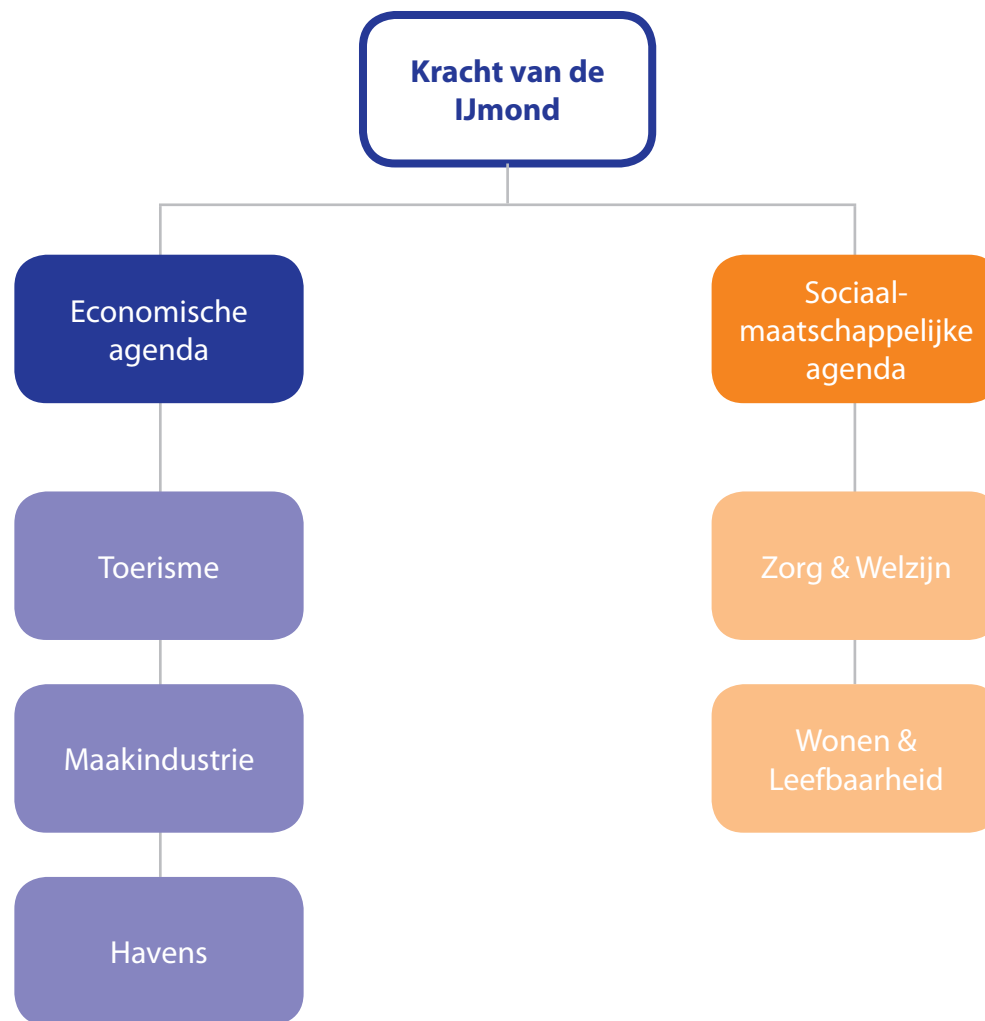 Kracht van de
IJmond
Economische
agenda
Sociaal-
maatschappelijke
agenda
Toerisme
Zorg & Welzijn
Maakindustrie
Wonen &
Leefbaarheid
Havens